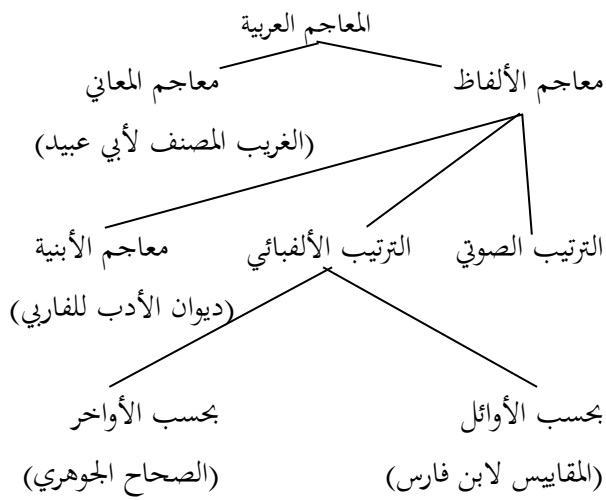 المعاجم العربية
معاجم الألفاظ معاجم المعاني
(الغريب المصنف لأبي عبيد)
الترتيب الصوتي الترتيب الألفبائي معاجم الأبنية
(ديوان الأدب للفاربي)
بحسب الأوائل بحسب الأواخر
(المقاييس لابن فارس) (الصحاح الجوهري)